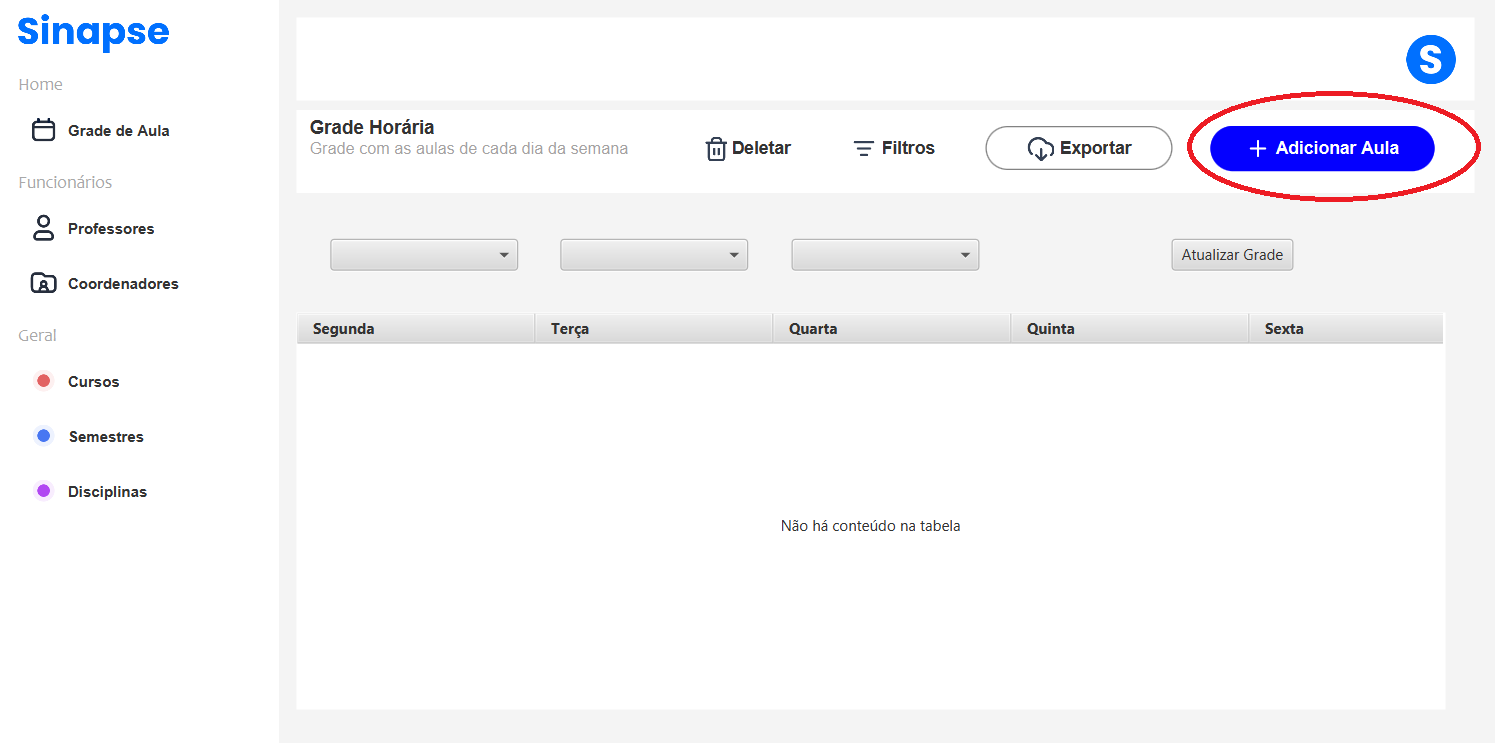 Sinapse
Home
Grade de Aula
Funcionários
Professores
Coordenadores
Geral
Cursos
Semestres
Disciplinas
S
Grade Horária
Grade com as aulas de cada dia da semana
Deletar
Filtros
Exportar
Adicionar Aula
Atualizar Grade
Segunda Terça Quarta Quinta Sexta
Não há conteúdo na tabela